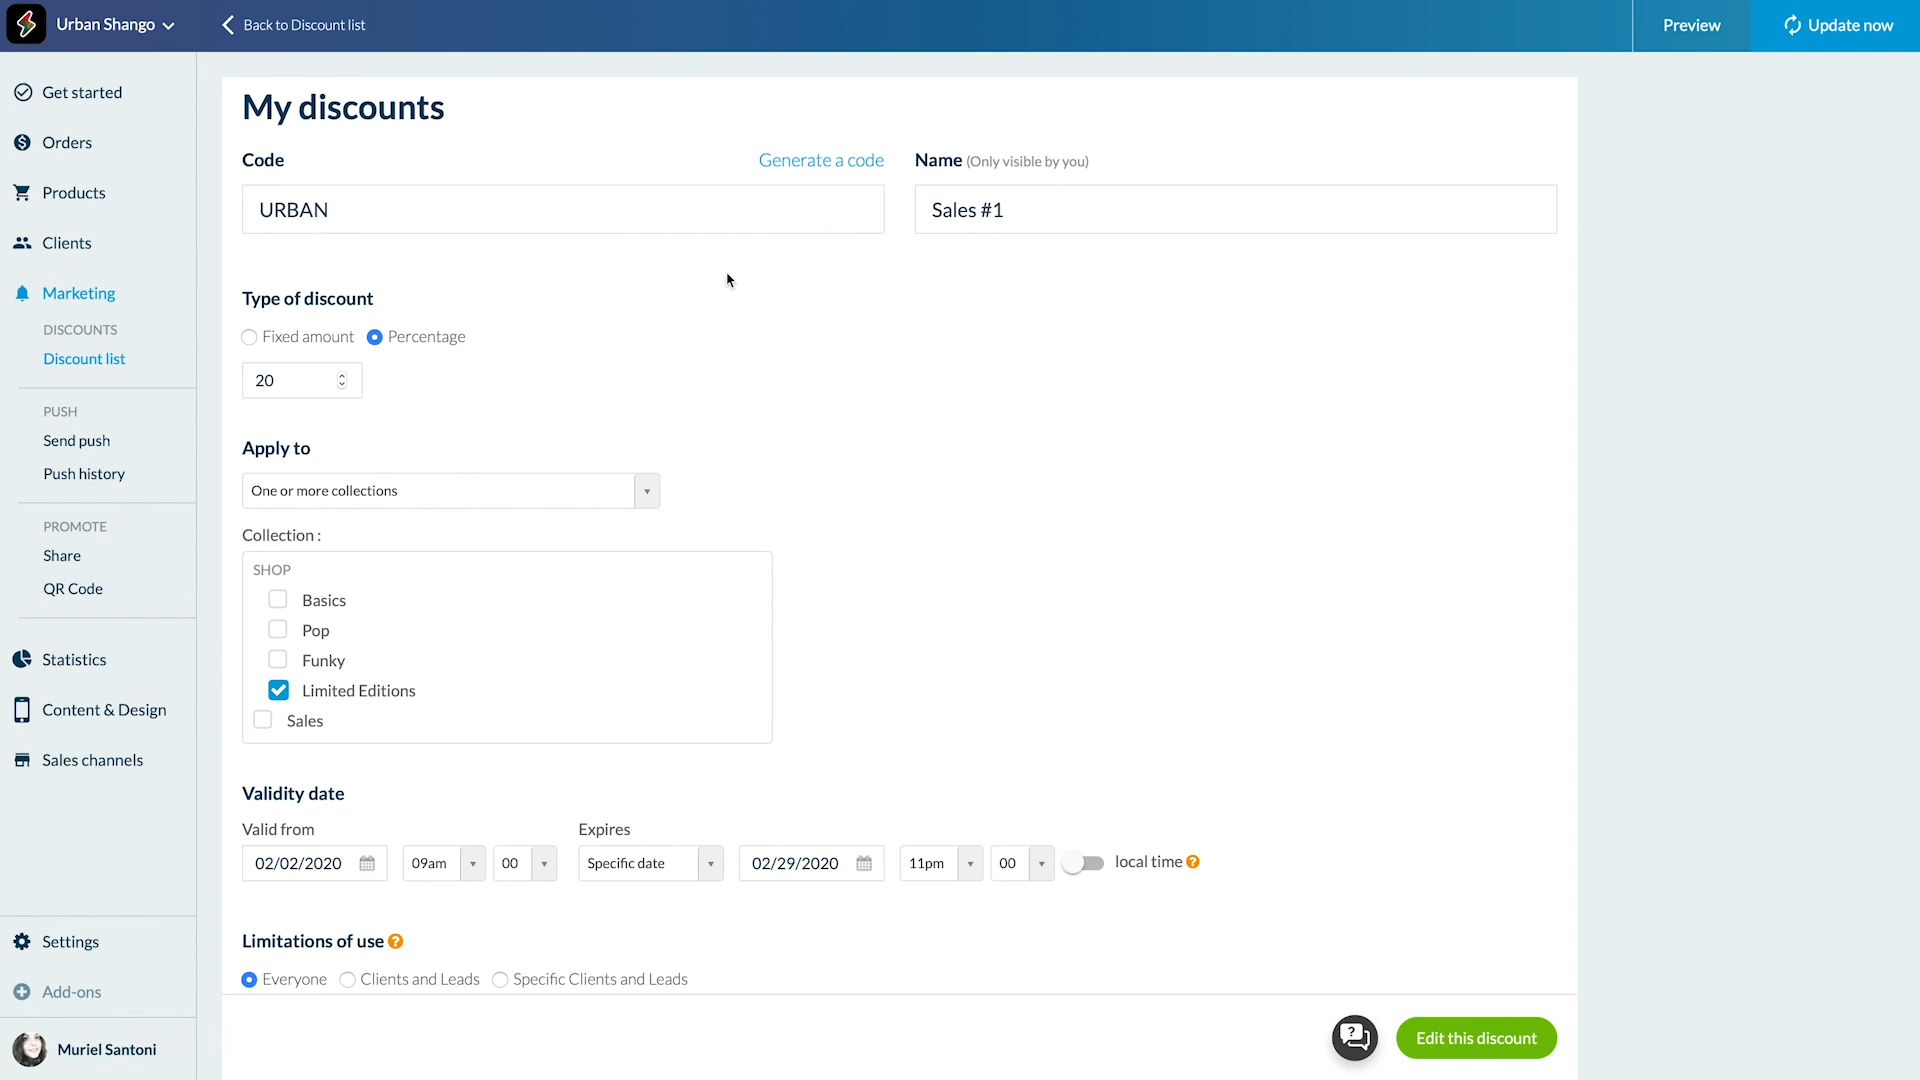 Urban Shango
Back to Discount list
Preview
Update now
Get started
Orders
Products
Clients
Marketing
DISCOUNTS
Discount list
PUSH
Send push
Push history
PROMOTE
Share
QR Code
Statistics
Content & Design
Sales channels
Settings
Add-ons
Muriel Santoni
My discounts
Code
Generate a code
Name (Only visible by you)
URBAN
Sales #1
Type of discount
Fixed amount Percentage
20
Apply to
One or more collections
Collection :
SHOP
Basics
Pop
Funky
Limited Editions
Sales
Validity date
Valid from
Expires
02/02/2020 09am 00 Specific date 02/29/2020 11pm 00 local time ?
Limitations of use ?
Everyone Clients and Leads Specific Clients and Leads
?
Edit this discount